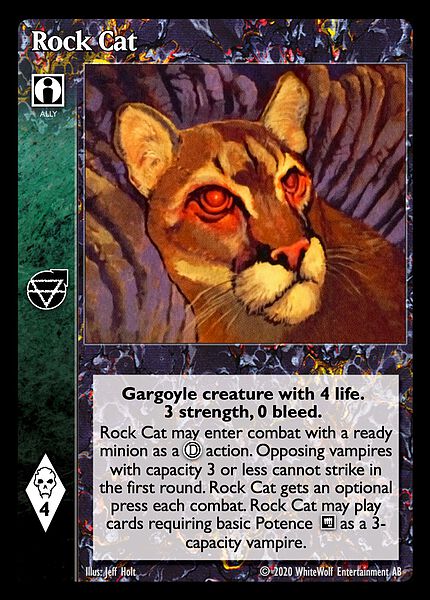 Rock Cat
ALLY
Gargoyle creature with 4 life.
3 strength, 0 bleed.
Rock Cat may enter combat with a ready
minion as a Ⓓ action. Opposing vampires
with capacity 3 or less cannot strike in
the first round. Rock Cat gets an optional
press each combat. Rock Cat may play
cards requiring basic Potence as a 3-
capacity vampire.
4
Illus: Jeff Holt
© 2020 WhiteWolf Entertainment AB